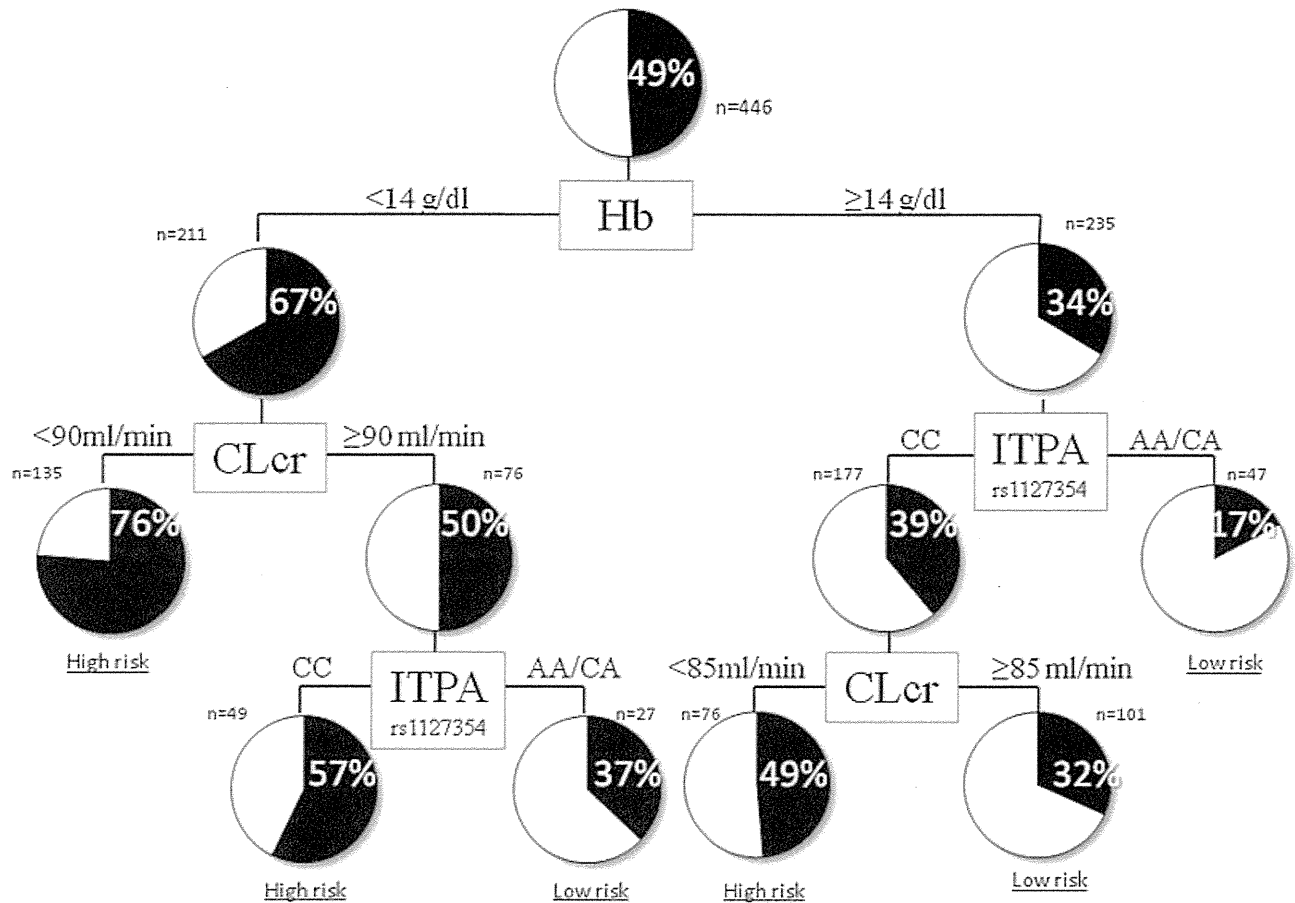 49%
n=446
<14 g/dl
Hb
≥14 g/dl
n=211
n=235
67%
34%
<90ml/min
CLcr
≥90 ml/min
CC
ITPA
rs1127354
AA/CA
n=135
n=76
n=177
n=47
76%
50%
39%
17%
High risk
Low risk
CC
ITPA
rs1127354
AA/CA
<85ml/min
CLcr
≥85 ml/min
n=49
n=27
n=76
n=101
57%
37%
49%
32%
High risk
Low risk
High risk
Low risk